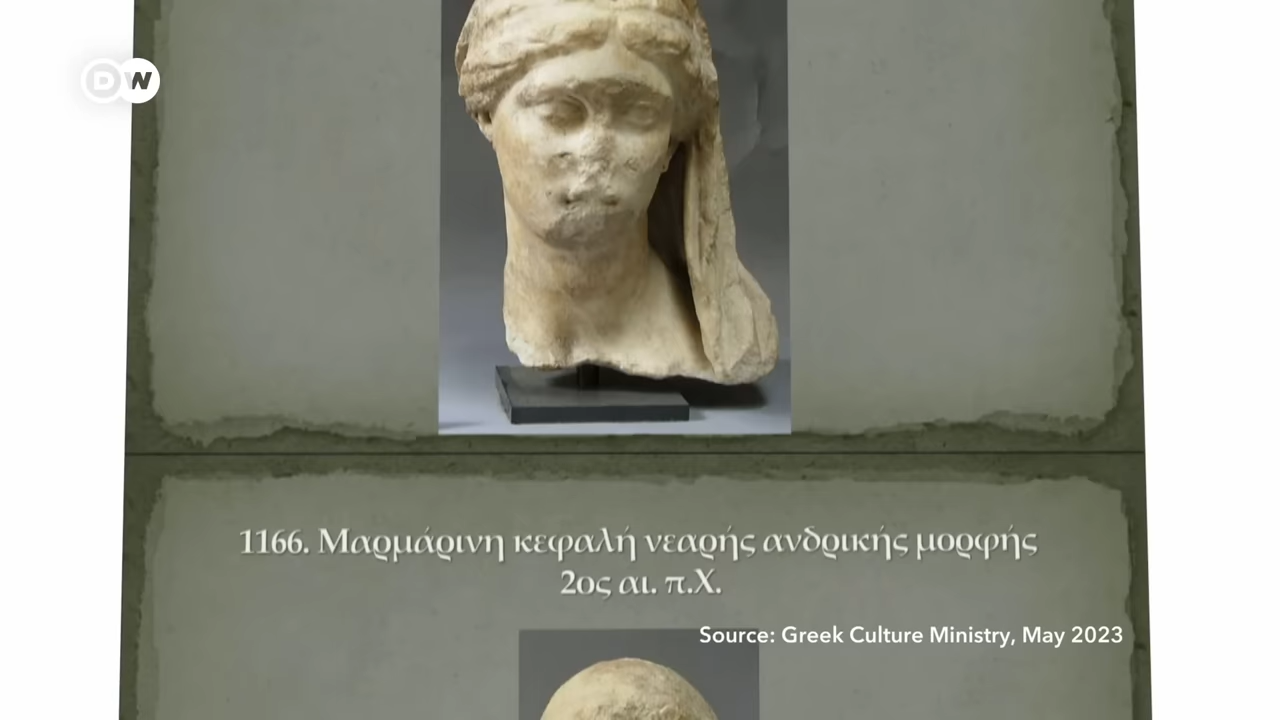 DW
1166. Μαρμάρινη κεφαλή νεαρής ανδρικής μορφής
2ος αι. π.Χ.
Source: Greek Culture Ministry, May 2023